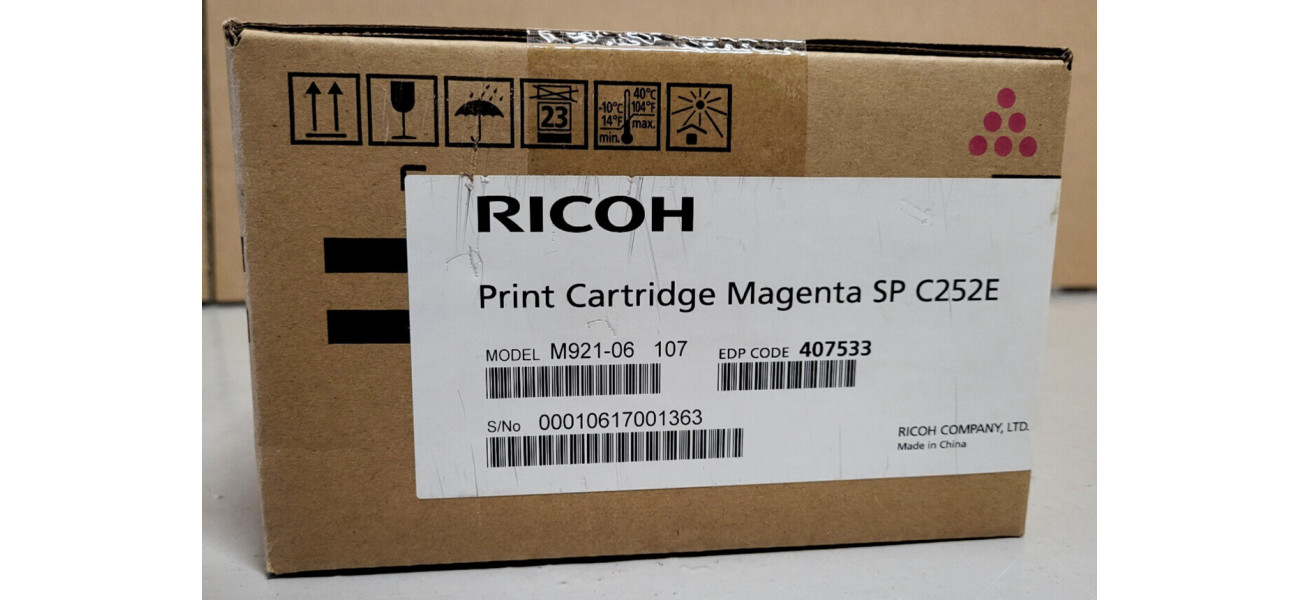 23
40°C
-10°C 104°F
14°F max.
min.
RICOH
Print Cartridge Magenta SP C252E
MODEL M921-06 107 EDP CODE 407533
S/No 00010617001363
RICOH COMPANY, LTD.
Made in China